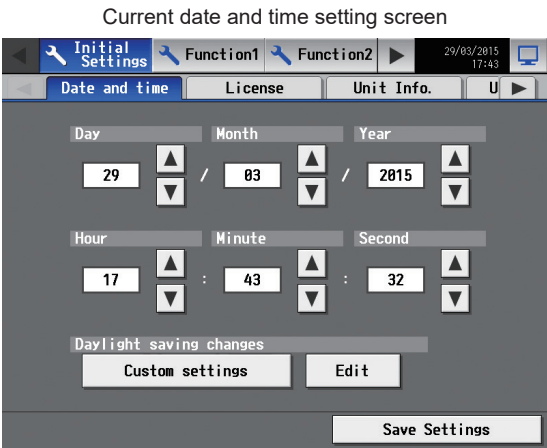 Current date and time setting screen
Initial Settings Function1 Function2 29/03/2015 17:43
Date and time License Unit Info. U
Day Month Year
29 / 03 / 2015
Hour Minute Second
17 : 43 : 32
Daylight saving changes
Custom settings Edit
Save Settings